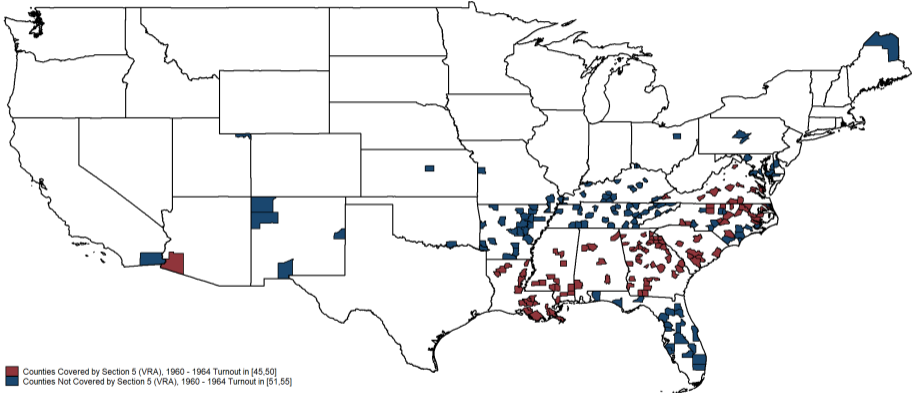 Counties Covered by Section 5 (VRA), 1960 - 1964 Turnout in [45,50]
Counties Not Covered by Section 5 (VRA), 1960 - 1964 Turnout in [51,55]